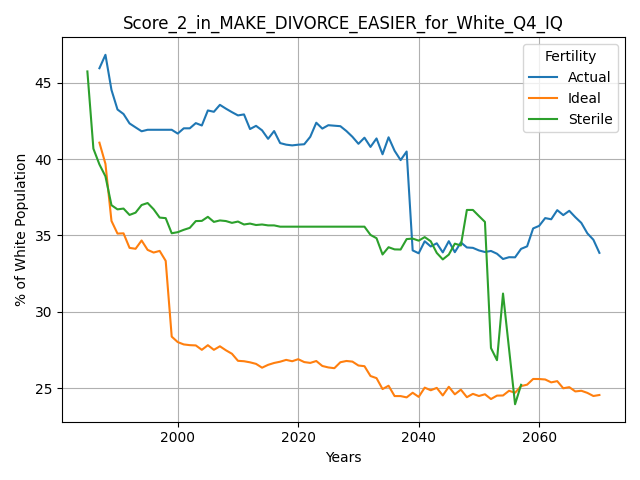 Score_2_in_MAKE_DIVORCE_EASIER_for_White_Q4_IQ
% of White Population
45
40
35
30
25
2000
2020
2040
2060
Years
Fertility
Actual
Ideal
Sterile